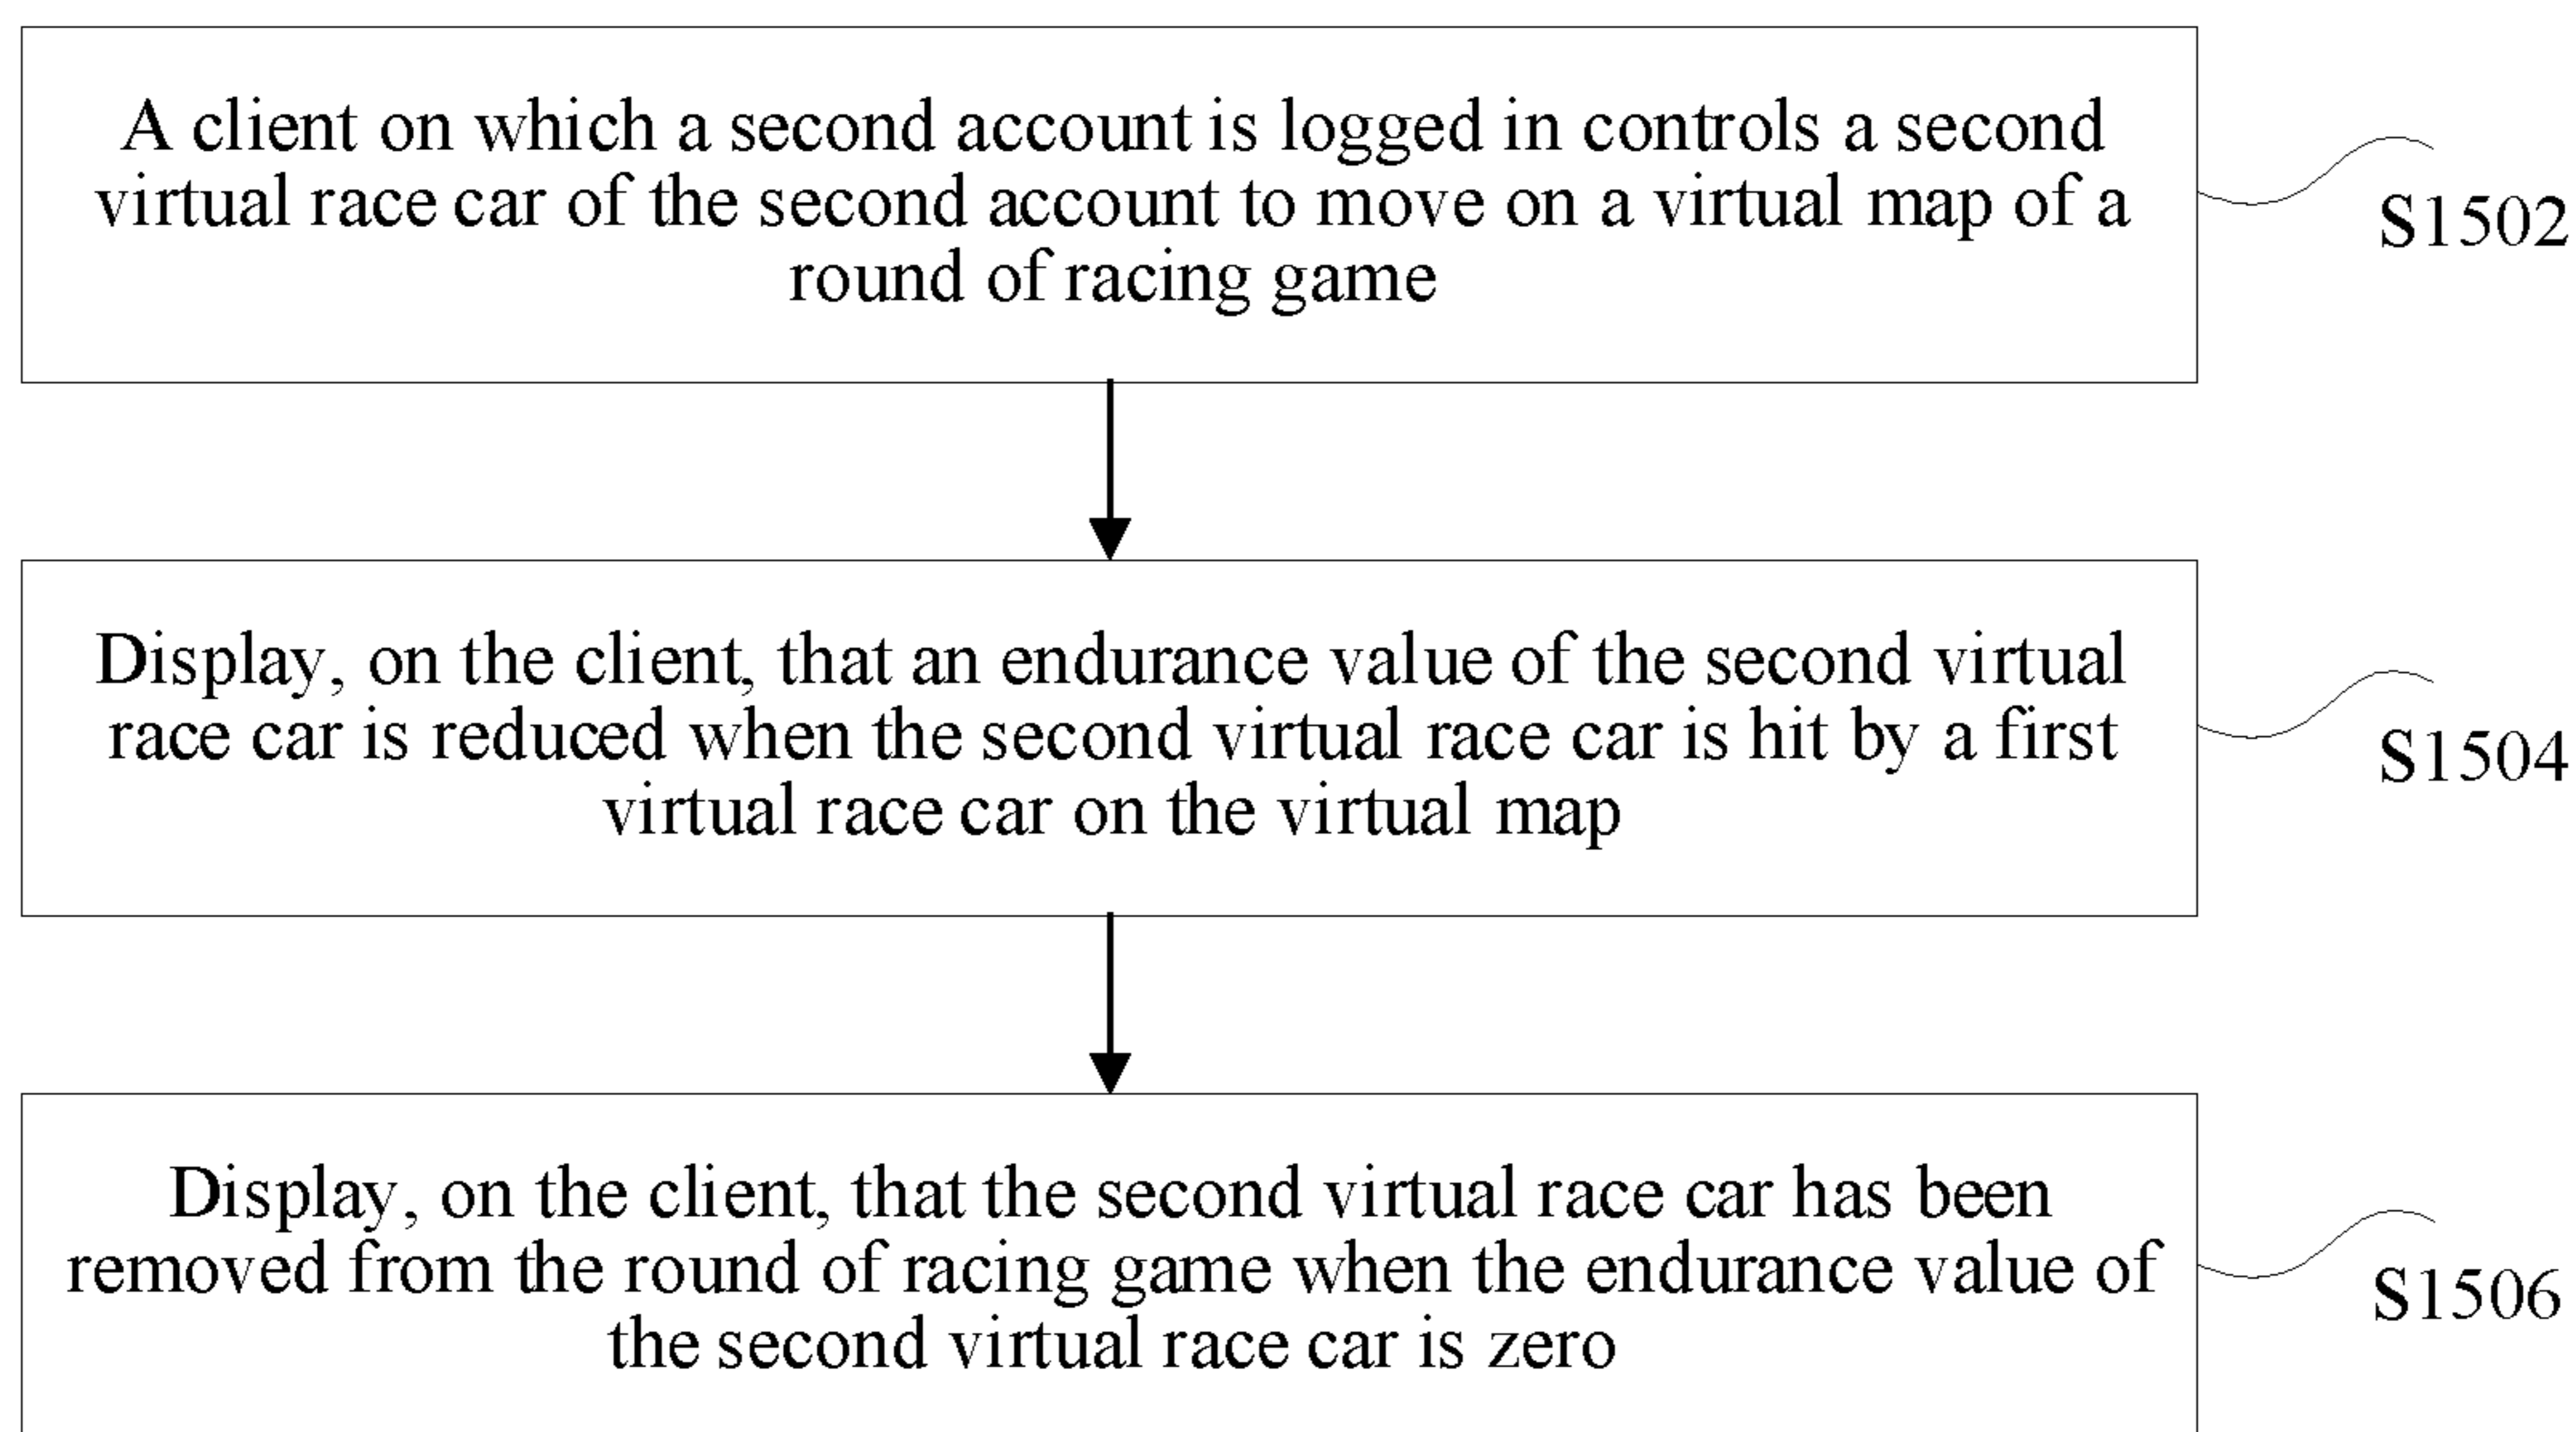 A client on which a second account is logged in controls a second
virtual race car of the second account to move on a virtual map of a
round of racing game
S1502
Display, on the client, that an endurance value of the second virtual
race car is reduced when the second virtual race car is hit by a first
virtual race car on the virtual map
S1504
Display, on the client, that the second virtual race car has been
removed from the round of racing game when the endurance value of
the second virtual race car is zero
S1506